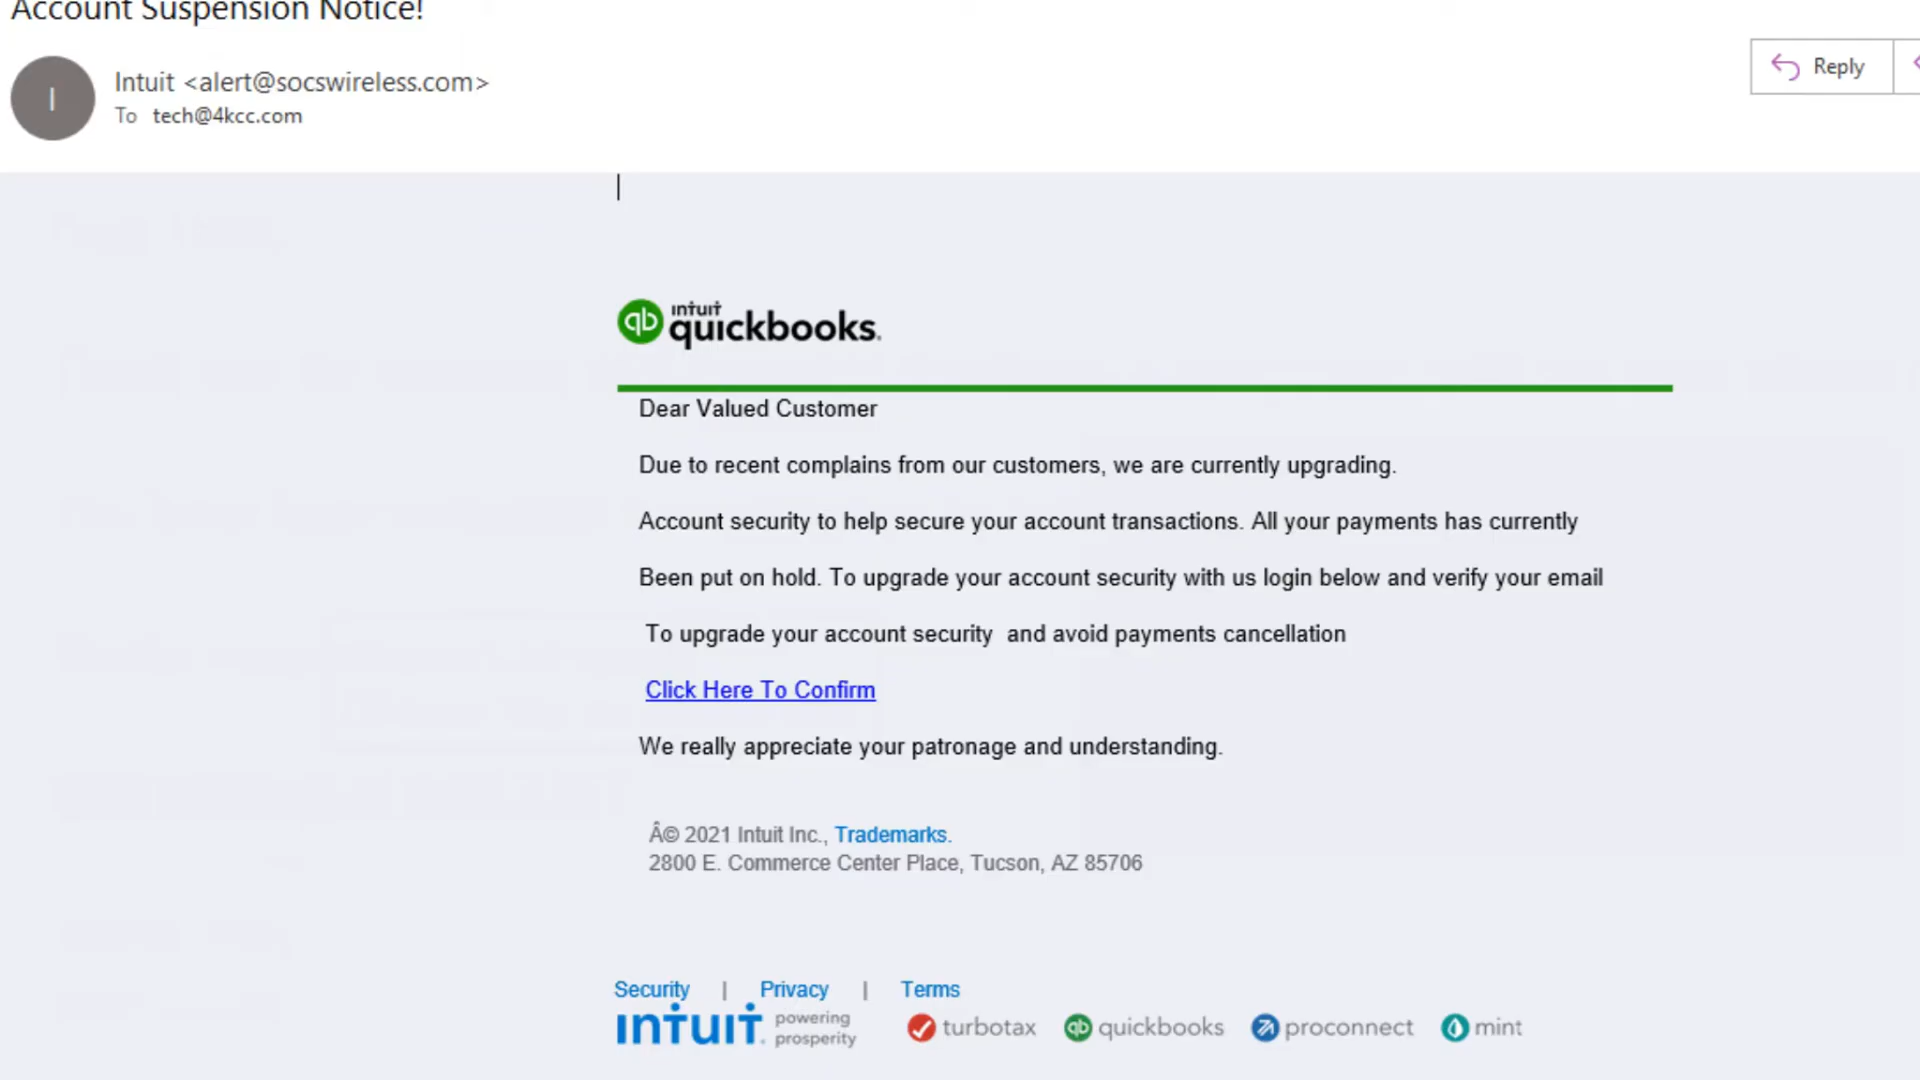 Account Suspension Notice!
I
Intuit <alert@socswireless.com>
Reply
To tech@4kcc.com
qb intuit quickbooks.
Dear Valued Customer
Due to recent complains from our customers, we are currently upgrading.
Account security to help secure your account transactions. All your payments has currently
Been put on hold. To upgrade your account security with us login below and verify your email
To upgrade your account security and avoid payments cancellation
Click Here To Confirm
We really appreciate your patronage and understanding.
Â© 2021 Intuit Inc., Trademarks.
2800 E. Commerce Center Place, Tucson, AZ 85706
Security | Privacy | Terms
intuit. powering prosperity turbotax qb quickbooks proconnect mint